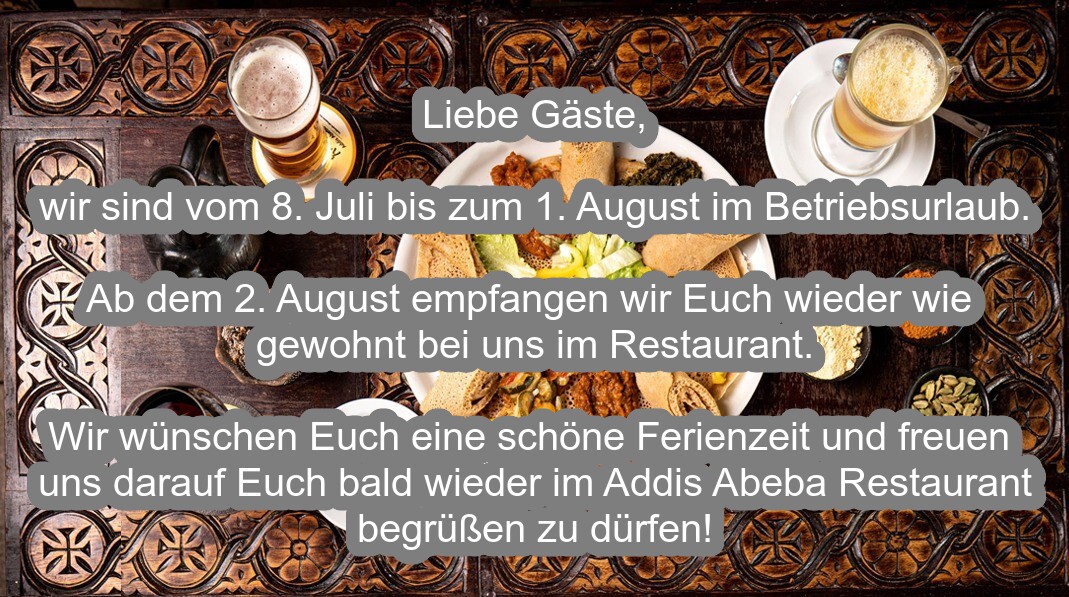 Liebe Gäste,
wir sind vom 8. Juli bis zum 1. August im Betriebsurlaub.
Ab dem 2. August empfangen wir Euch wieder wie
gewohnt bei uns im Restaurant.
Wir wünschen Euch eine schöne Ferienzeit und freuen
uns darauf Euch bald wieder im Addis Abeba Restaurant
begrüßen zu dürfen!